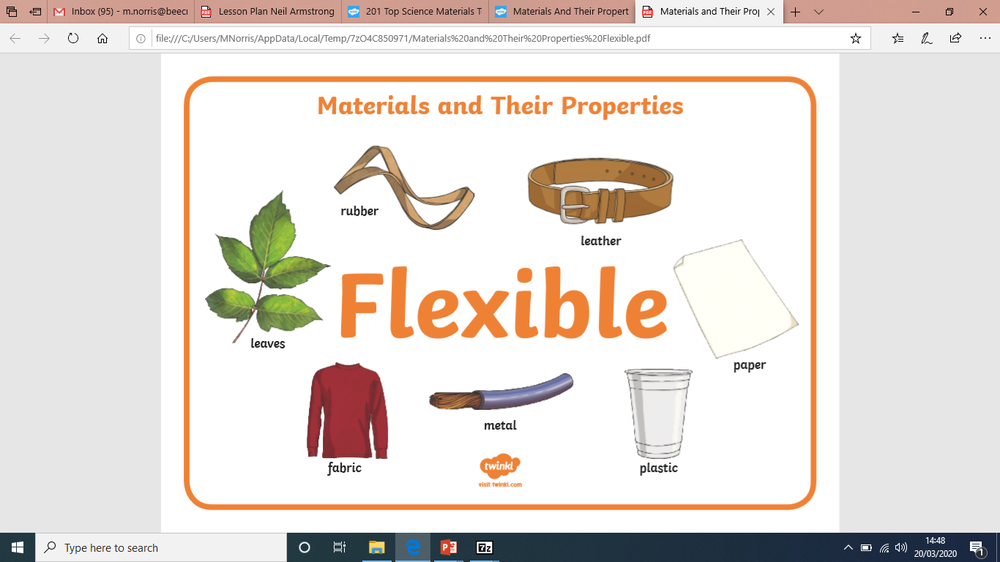 Inbox (95) - m.norris@beec
Lesson Plan Neil Armstrong
201 Top Science Materials T
Materials And Their Propert
Materials and Their Prop
file:///C:/Users/MNorris/AppData/Local/Temp/7zO4C850971/Materials%20and%20Their%20Properties%20Flexible.pdf
Materials and Their Properties
rubber
leather
leaves
Flexible
paper
fabric
metal
plastic
twinkl
visit twinkl.com
Type here to search
14:48
20/03/2020
1